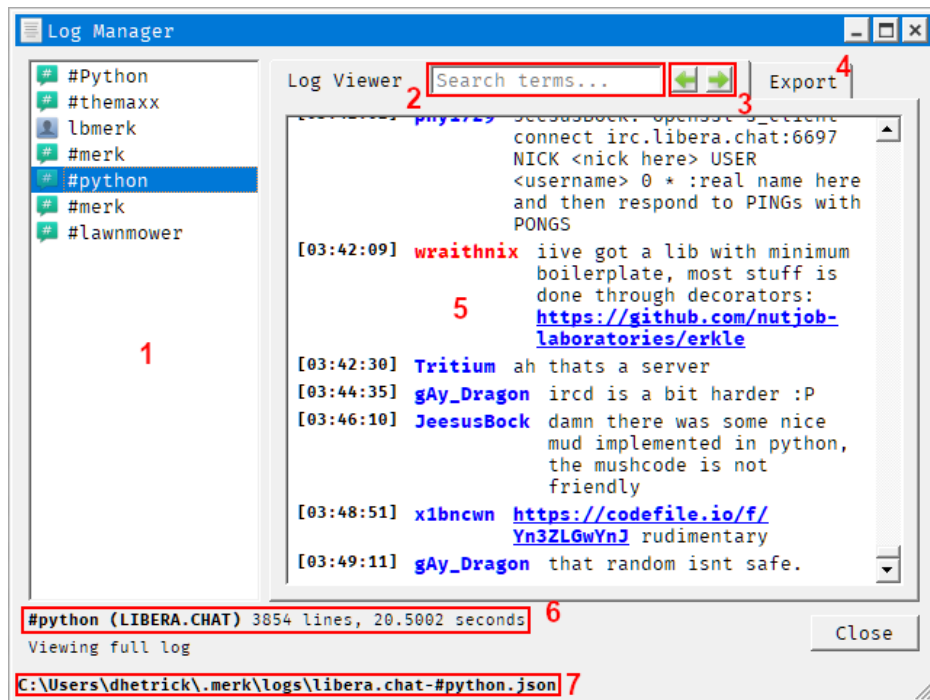 Log Manager
#Python
#themaxx
lbmerk
#merk
#python
#merk
#lawnmower
1
Log Viewer
2
Search terms...
3
Export
4
connect irc.libera.chat:6697
NICK <nick here> USER
<username> 0 * :real name here
and then respond to PINGs with
PONGS
[03:42:09] wraithnix iive got a lib with minimum
boilerplate, most stuff is
done through decorators:
5
https://github.com/nutjob-
laboratories/erkle
[03:42:30] Tritium ah thats a server
[03:44:35] gAy_Dragon ircd is a bit harder :P
[03:46:10] JeesusBock damn there was some nice
mud implemented in python,
the mushcode is not
friendly
[03:48:51] x1bncwn https://codefile.io/f/
Yn3ZLGwYnJ rudimentary
[03:49:11] gAy_Dragon that random isnt safe.
#python (LIBERA.CHAT) 3854 lines, 20.5002 seconds
6
Viewing full log
Close
C:\Users\dhetrick\.merk\logs\libera.chat-#python.json
7